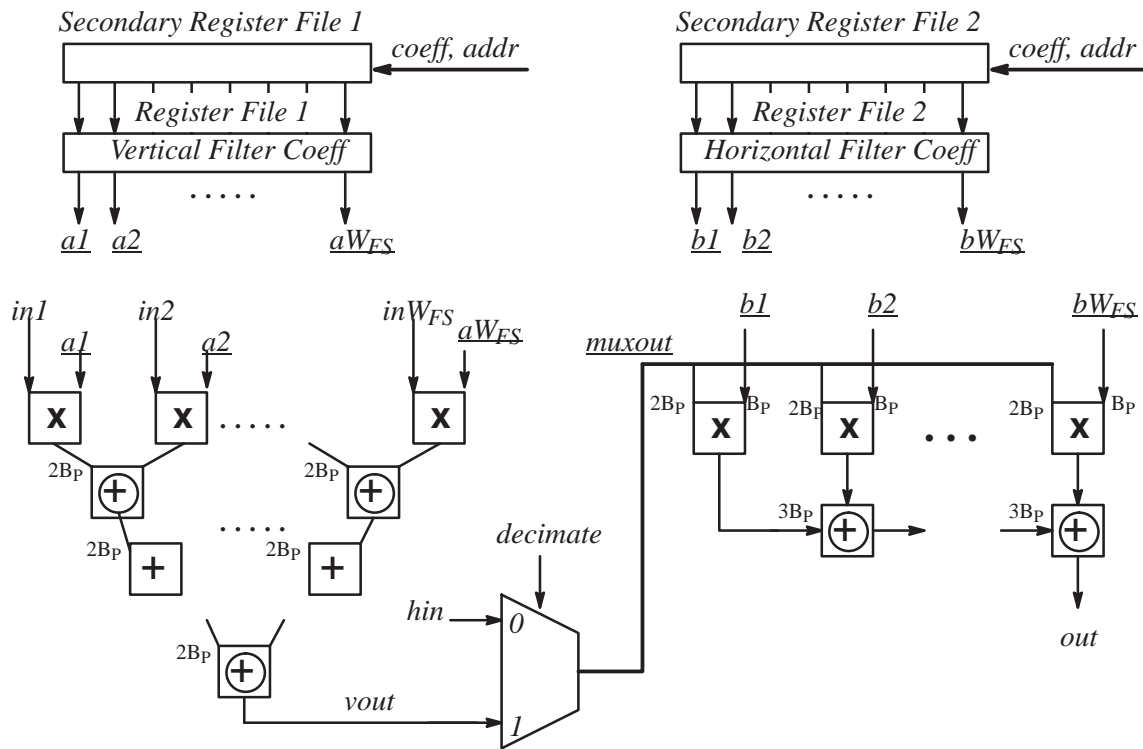 Secondary Register File 1
coeff, addr
Register File 1
Vertical Filter Coeff
. . . . .
a1 a2 aW_FS
Secondary Register File 2
coeff, addr
Register File 2
Horizontal Filter Coeff
. . . . .
b1 b2 bW_FS
in1 in2 inW_FS
a1 a2 aW_FS
x x . . . . . x
2B_P 2B_P
+ +
. . . . .
2B_P 2B_P
+ +
2B_P
+
vout
decimate
hin
0
1
muxout
b1 b2 bW_FS
2B_P B_P 2B_P B_P 2B_P B_P
x x . . . x
3B_P 3B_P
+ +
out